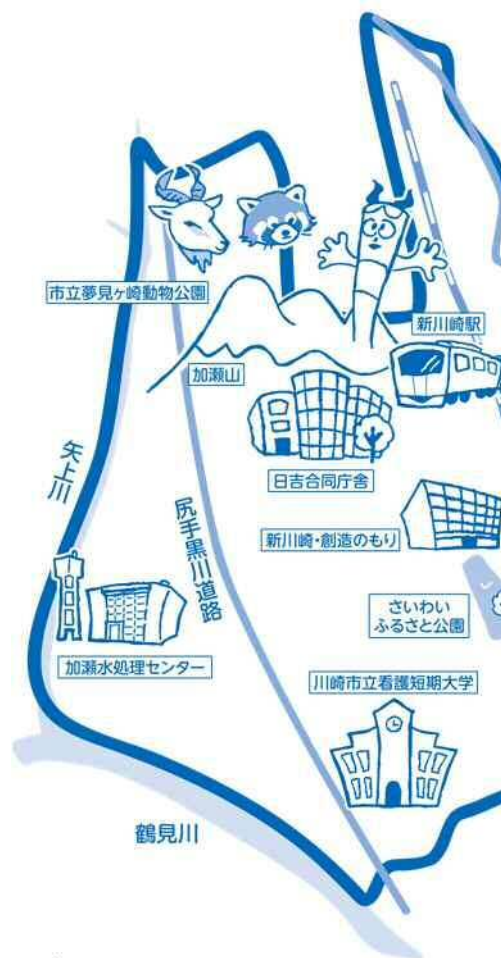 市立夢見ヶ崎動物公園
新川崎駅
加瀬山
日吉合同庁舎
矢上川
尻手黒川道路
新川崎・創造のもり
さいわい
ふるさと公園
加瀬水処理センター
川崎市立看護短期大学
鶴見川